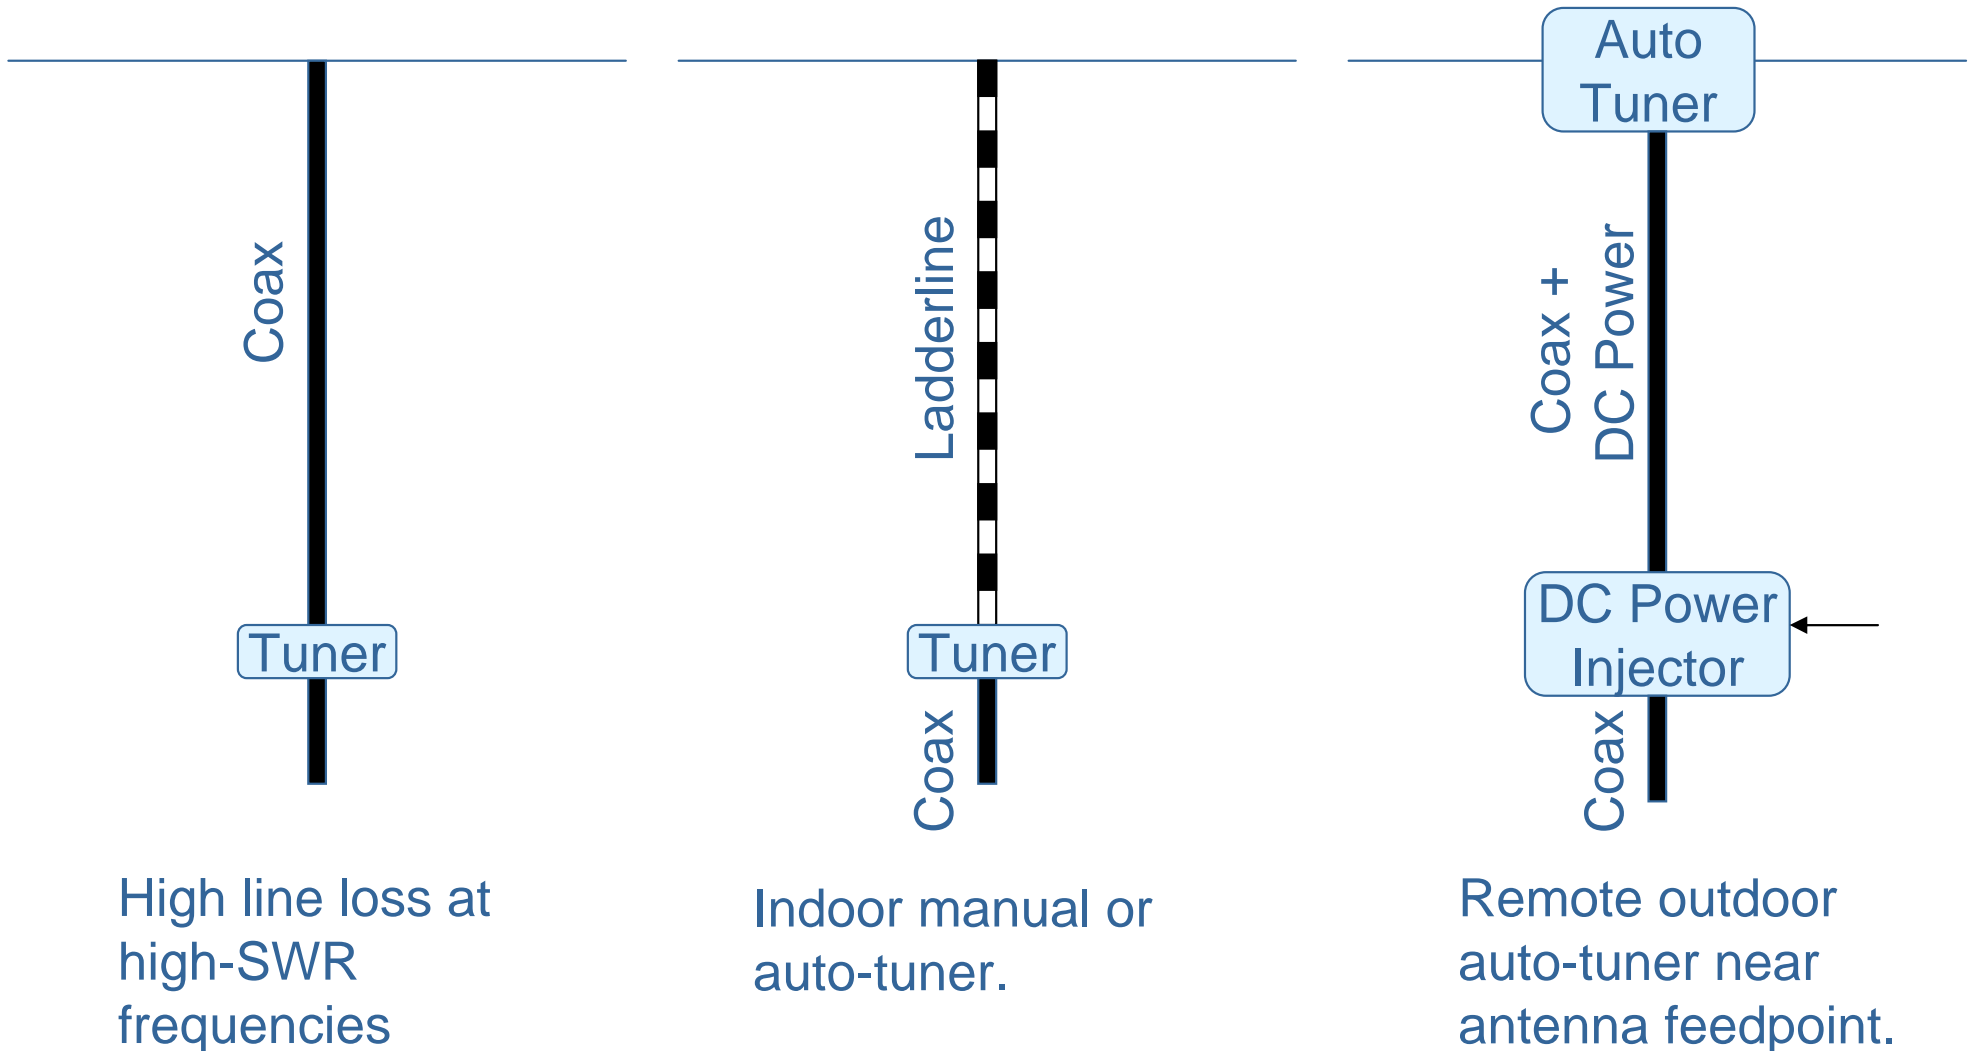 Coax
Tuner
High line loss at
high-SWR
frequencies
Ladderline
Tuner
Coax
Indoor manual or
auto-tuner.
Auto
Tuner
Coax +
DC Power
DC Power
Injector
Coax
Remote outdoor
auto-tuner near
antenna feedpoint.